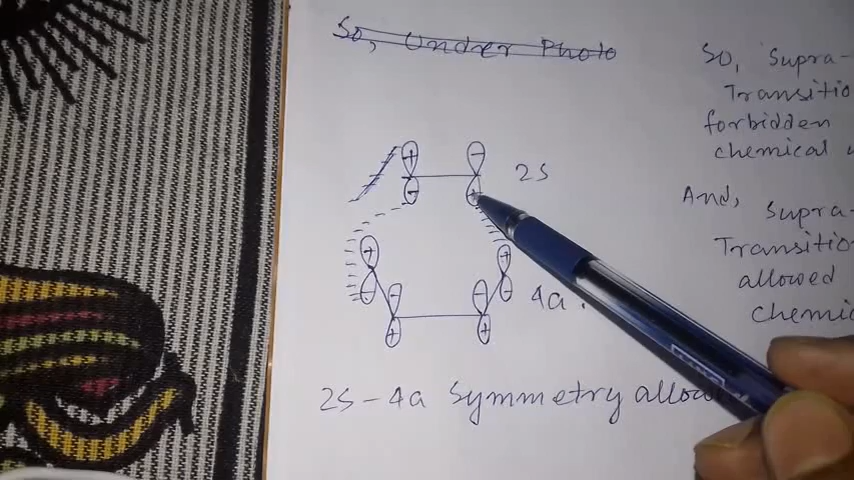 So, Under Photo
So, Supra-
Transitio
forbidden
chemical
+ - 2s
- +
And,
Supra-
Transitio
allowed
chemic
+ +
- - - - 4a
+ +
2s-4a Symmetry allow